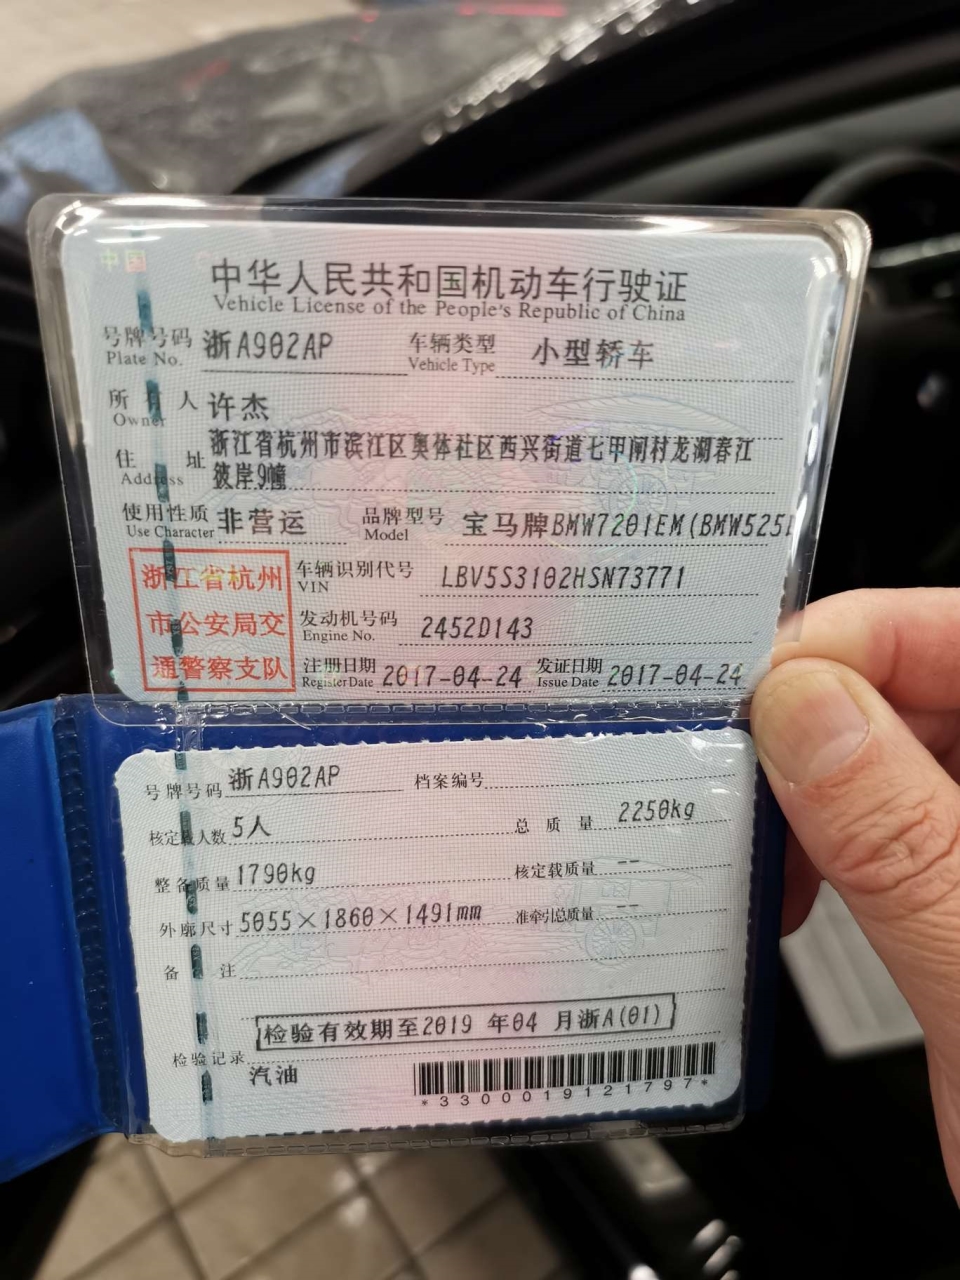 中国
中华人民共和国机动车行驶证
Vehicle License of the People's Republic of China
号牌号码 浙A902AP 车辆类型 小型轿车
Plate No. Vehicle Type
所有人 许杰
Owner
住址 浙江省杭州市滨江区奥体社区西兴街道七甲闸村龙湖春江
Address 彼岸9幢
使用性质 非营运 品牌型号 宝马牌BMW7201EM(BMW525
Use Character Model
浙江省杭州 车辆识别代号 LBV5S3102HSN73771
VIN
市公安局交 发动机号码 2452D143
Engine No.
通警察支队 注册日期 2017-04-24 发证日期 2017-04-24
Register Date Issue Date
号牌号码 浙A902AP 档案编号
核定载人数 5人 总质量 2250kg
整备质量 1790kg 核定载质量 --
外廓尺寸 5055×1860×1491mm 准牵引总质量 --
备注
检验有效期至2019 年04 月浙A(01)
检验记录
汽油
*3300019121797*